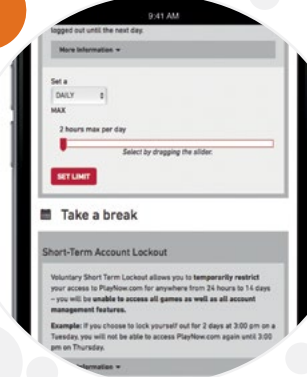 9:41 AM
logged out until the next day.
More Information
Set a
DAILY
MAX
2 hours max per day
Select by dragging the slider.
SET LIMIT
Take a break
Short-Term Account Lockout
Voluntary Short Term Lockout allows you to temporarily restrict
your access to PlayNow.com for anywhere from 24 hours to 14 days
– you will be unable to access all games as well as all account
management features.
Example: If you choose to lock yourself out for 2 days at 3:00 pm on a
Tuesday, you will not be able to access PlayNow.com again until 3:00
pm on Thursday.
Information